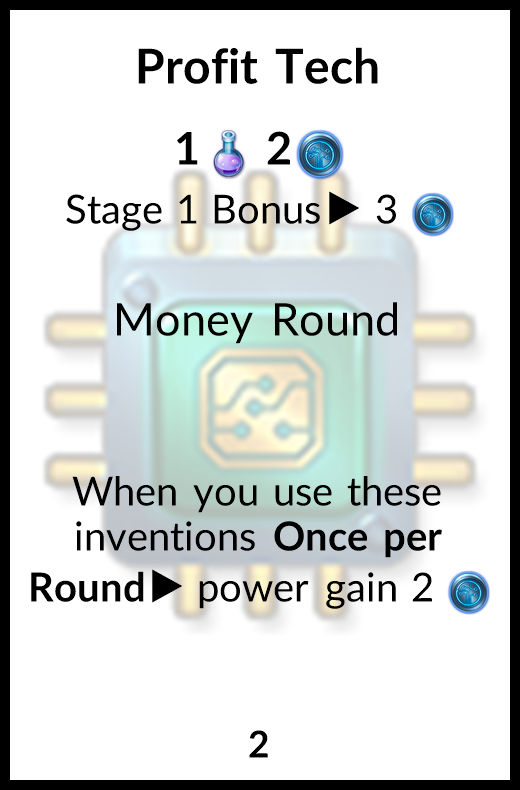 Profit Tech
1 2
Stage 1 Bonus▶ 3
Money Round
When you use these
inventions Once per
Round▶ power gain 2
2